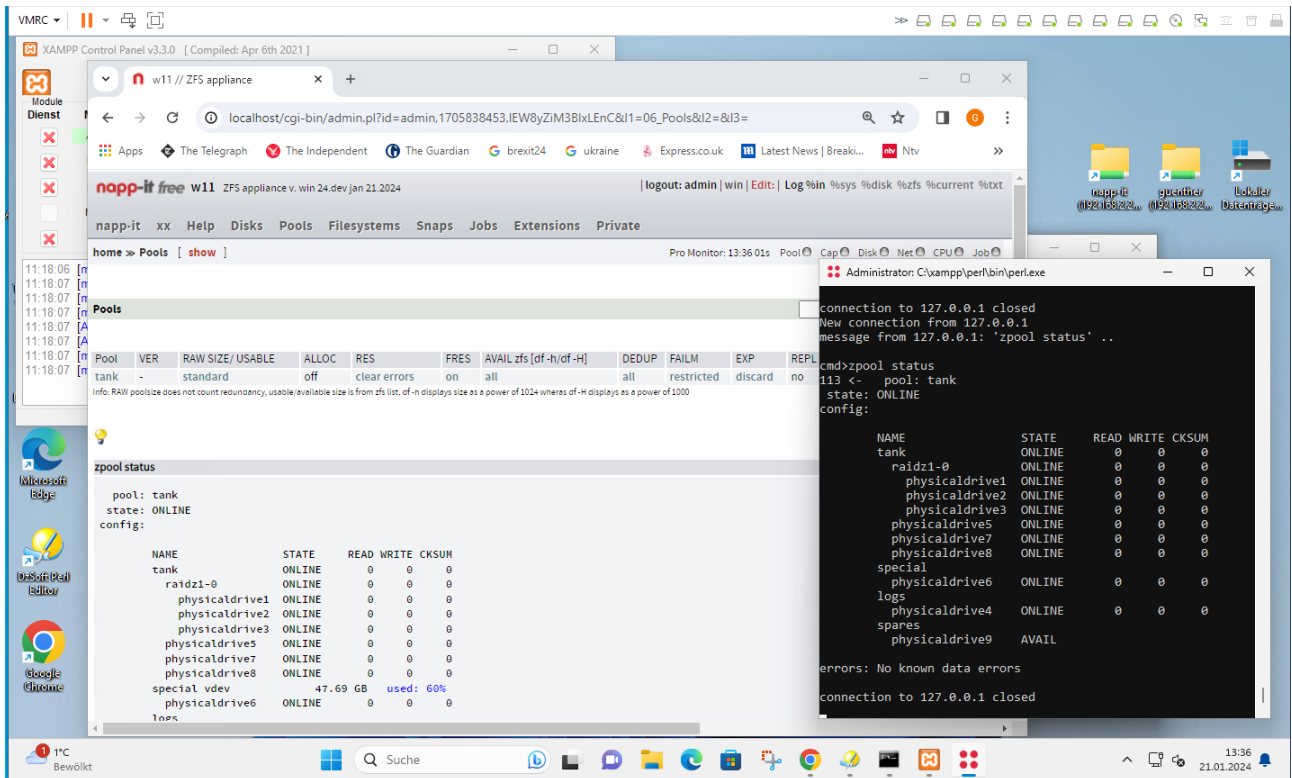 VMRC
XAMPP Control Panel v3.3.0 [ Compiled: Apr 6th 2021 ]
Module
Dienst
11:18:06
11:18:07
11:18:07
11:18:07
11:18:07
11:18:07
11:18:07
11:18:07
w11 // ZFS appliance
localhost/cgi-bin/admin.pl?id=admin,1705838453,IEW8yZiM3BlxLEnC&l1=06_Pools&l2=&l3=
Apps The Telegraph The Independent The Guardian brexit24 ukraine Express.co.uk Latest News | Breaki... Ntv
napp-it free w11 ZFS appliance v. win 24.dev jan 21.2024 | logout: admin | win | Edit: | Log %in %sys %disk %zfs %current %txt
napp-it xx Help Disks Pools Filesystems Snaps Jobs Extensions Private
home » Pools [ show ] Pro Monitor: 13:36 01s Pool Cap Disk Net CPU Job
Pools
Pool VER RAW SIZE/ USABLE ALLOC RES FRES AVAIL zfs [df -h/df -H] DEDUP FAILM EXP REPL
tank - standard off clear errors on all all restricted discard no
Info: RAW poolsize does not count redundancy, usable/available size is from zfs list, df -h displays size as a power of 1024 wheras df -H displays as a power of 1000
zpool status
pool: tank
state: ONLINE
config:
NAME STATE READ WRITE CKSUM
tank ONLINE 0 0 0
raidz1-0 ONLINE 0 0 0
physicaldrive1 ONLINE 0 0 0
physicaldrive2 ONLINE 0 0 0
physicaldrive3 ONLINE 0 0 0
physicaldrive5 ONLINE 0 0 0
physicaldrive7 ONLINE 0 0 0
physicaldrive8 ONLINE 0 0 0
special vdev 47.69 GB used: 60%
physicaldrive6 ONLINE 0 0 0
logs
Administrator: C:\xampp\perl\bin\perl.exe
connection to 127.0.0.1 closed
New connection from 127.0.0.1
message from 127.0.0.1: 'zpool status' ..
cmd>zpool status
113 <- pool: tank
state: ONLINE
config:
NAME STATE READ WRITE CKSUM
tank ONLINE 0 0 0
raidz1-0 ONLINE 0 0 0
physicaldrive1 ONLINE 0 0 0
physicaldrive2 ONLINE 0 0 0
physicaldrive3 ONLINE 0 0 0
physicaldrive5 ONLINE 0 0 0
physicaldrive7 ONLINE 0 0 0
physicaldrive8 ONLINE 0 0 0
special
physicaldrive6 ONLINE 0 0 0
logs
physicaldrive4 ONLINE 0 0 0
spares
physicaldrive9 AVAIL
errors: No known data errors
connection to 127.0.0.1 closed
napp-it
(\\192.168.2.2...
guenther
(\\192.168.2.2...
Lokaler
Datenträge...
Microsoft
Edge
DzSoft Perl
Editor
Google
Chrome
1
1°C
Bewölkt
Suche
13:36
21.01.2024